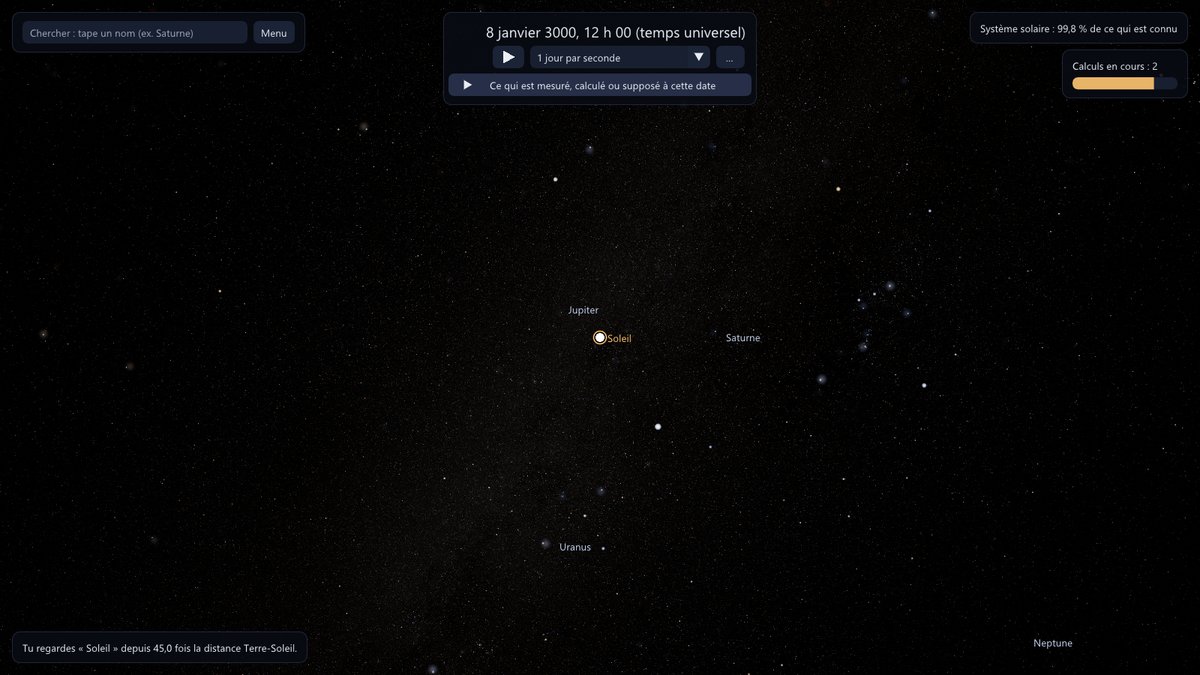 Chercher : tape un nom (ex. Saturne)
Menu
8 janvier 3000, 12 h 00 (temps universel)
1 jour par seconde
...
Ce qui est mesuré, calculé ou supposé à cette date
Système solaire : 99,8 % de ce qui est connu
Calculs en cours : 2
Jupiter
Soleil
Saturne
Uranus
Neptune
Tu regardes « Soleil » depuis 45,0 fois la distance Terre-Soleil.